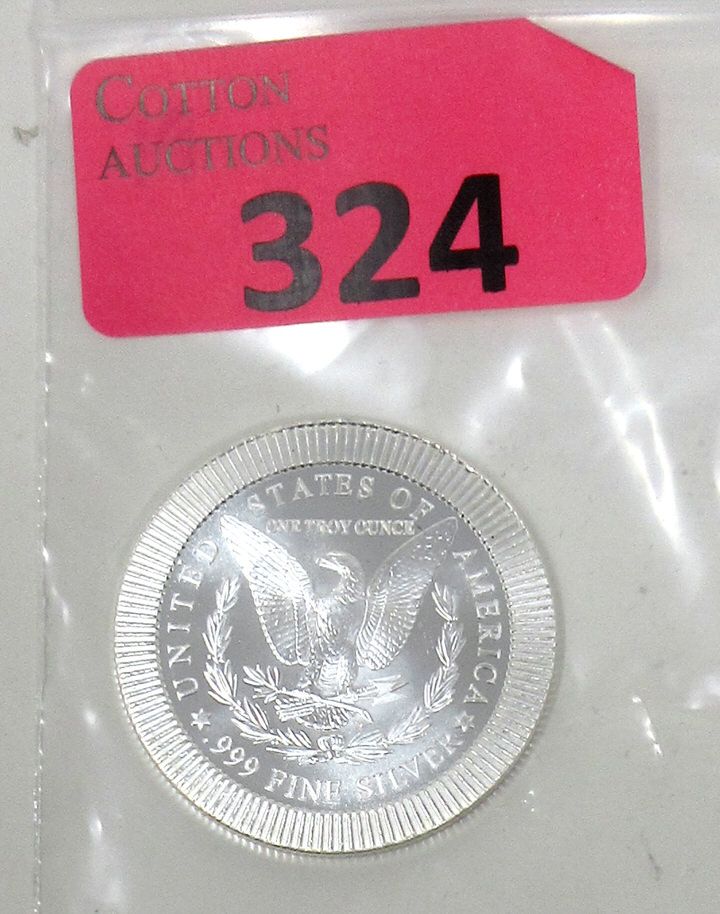 COTTON
AUCTIONS
324
UNITED STATES OF AMERICA
ONE TROY OUNCE
.999 FINE SILVER